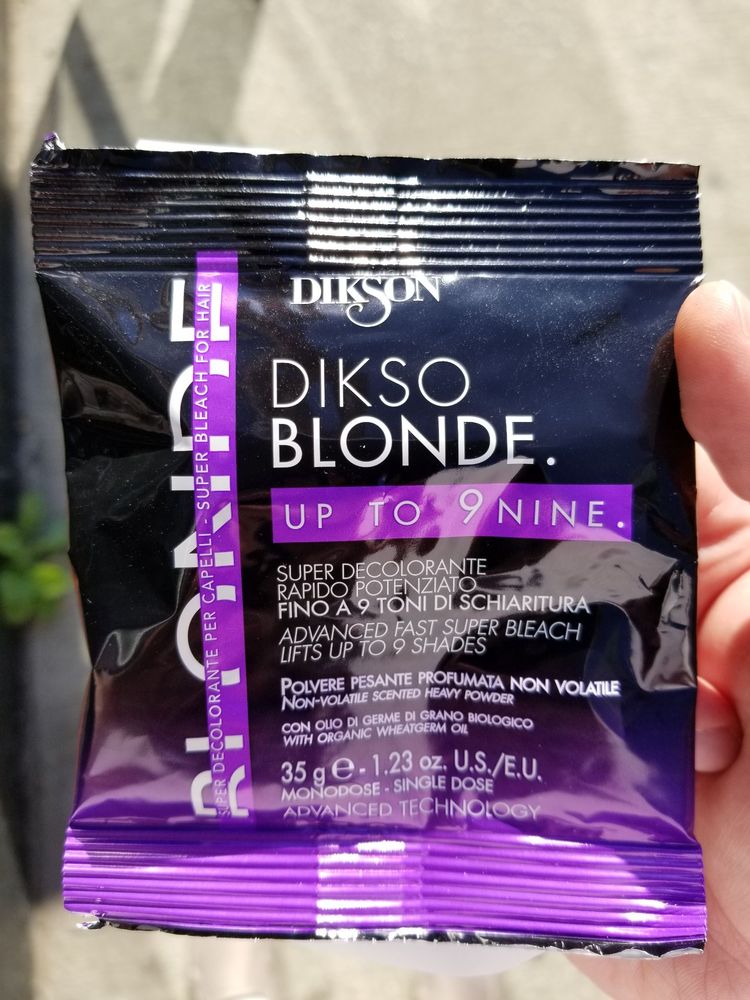 DIKSON
DIKSO
BLONDE.
UP TO 9 NINE.
SUPER DECOLORANTE
RAPIDO POTENZIATO
FINO A 9 TONI DI SCHIARITURA
ADVANCED FAST SUPER BLEACH
LIFTS UP TO 9 SHADES
POLVERE PESANTE PROFUMATA NON VOLATILE
NON-VOLATILE SCENTED HEAVY POWDER
CON OLIO DI GERME DI GRANO BIOLOGICO
WITH ORGANIC WHEATGERM OIL
35 g e - 1.23 oz. U.S./E.U.
MONODOSE - SINGLE DOSE
ADVANCED TECHNOLOGY
SUPER DECOLORANTE PER CAPELLI - SUPER BLEACH FOR HAIR
BLONDE